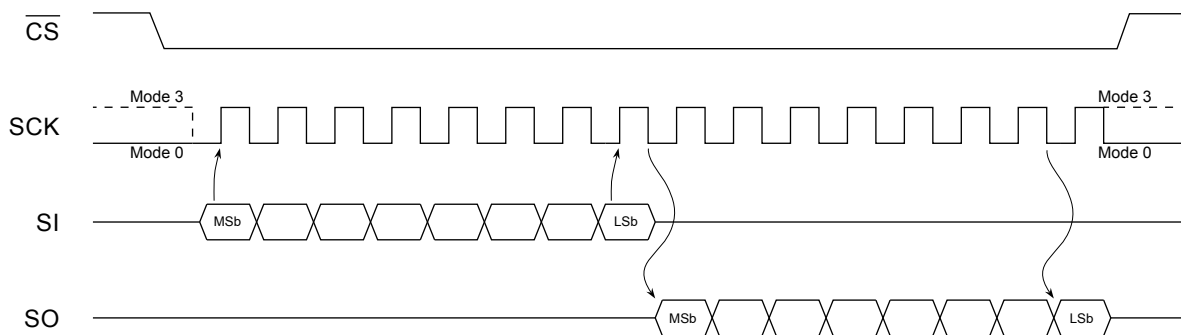 CS
Mode 3
Mode 3
SCK
Mode 0
Mode 0
SI
MSb
LSb
SO
MSb
LSb